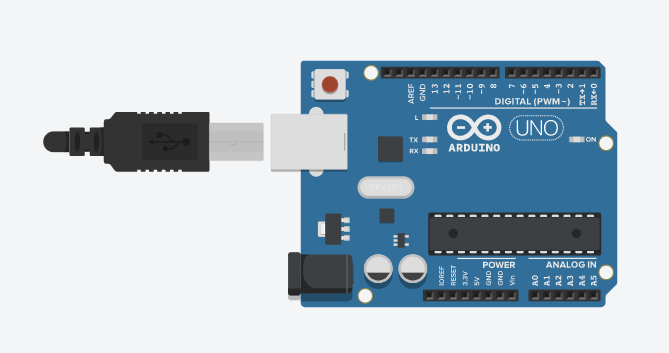 AREF
GND
13
12
~11
~10
~9
8
7
~6
~5
4
~3
2
TX→1
RX←0
DIGITAL (PWM~)
L
TX
RX
ARDUINO
UNO
ON
POWER
ANALOG IN
IOREF
RESET
3.3V
5V
GND
GND
Vin
A0
A1
A2
A3
A4
A5